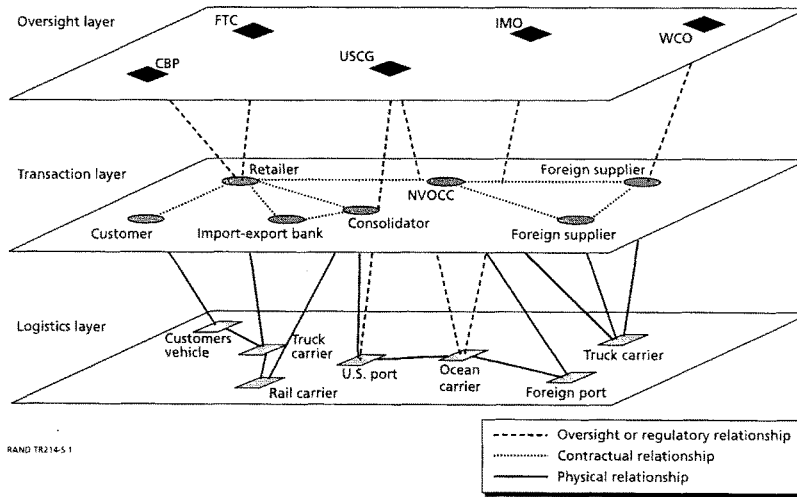 Oversight layer
FTC
IMO
WCO
CBP
USCG
Transaction layer
Retailer
Foreign supplier
NVOCC
Customer
Import-export bank
Consolidator
Foreign supplier
Logistics layer
Customers
vehicle
Truck
carrier
Rail carrier
U.S. port
Ocean
carrier
Foreign port
Truck carrier
RAND TR214-5.1
Oversight or regulatory relationship
Contractual relationship
Physical relationship